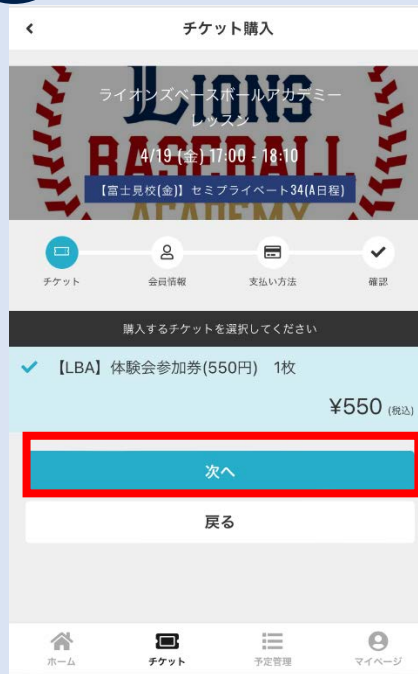 チケット購入
LIONS
BASEBALL
ACADEMY
ライオンズベースボールアカデミー
レッスン
4/19 (金) 17:00 - 18:10
【富士見校(金)】セミプライベート34(A日程)
チケット
会員情報
支払い方法
確認
購入するチケットを選択してください
【LBA】体験会参加券(550円) 1枚
¥550 (税込)
次へ
戻る
ホーム
チケット
予定管理
マイページ